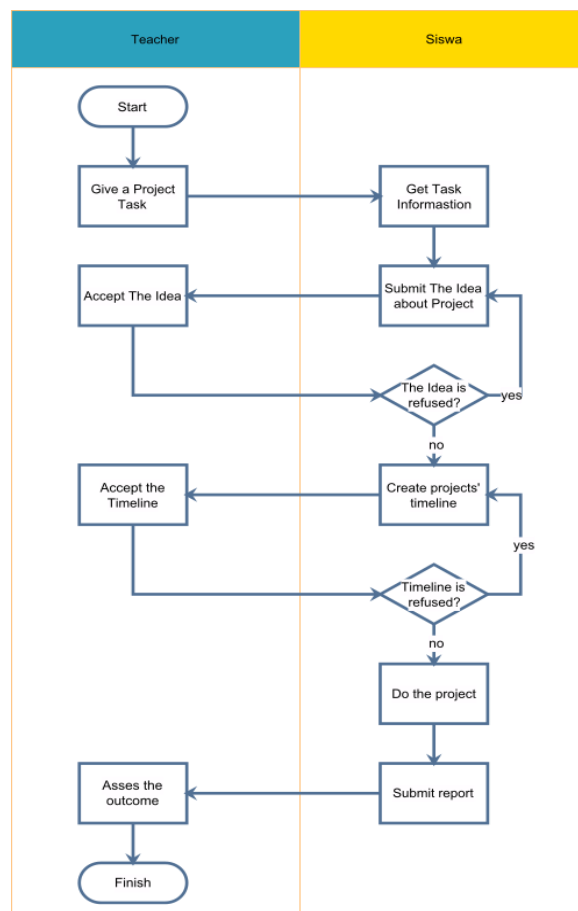 Teacher
Siswa
Start
Give a Project
Task
Get Task
Informastion
Accept The Idea
Submit The Idea
about Project
The Idea is
refused?
yes
no
Accept the
Timeline
Create projects'
timeline
yes
Timeline is
refused?
no
Do the project
Asses the
outcome
Submit report
Finish